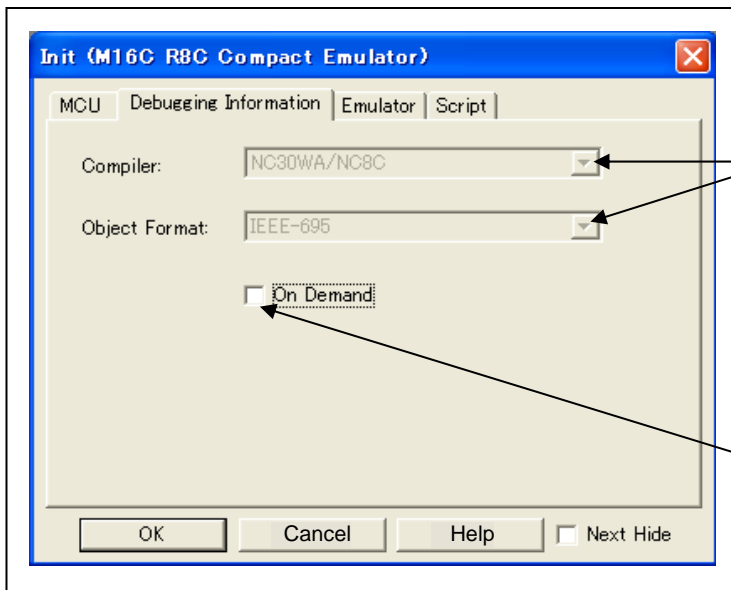 Init (M16C R8C Compact Emulator)
MCU Debugging Information Emulator Script
Compiler: NC30WA/NC8C
Object Format: IEEE-695
On Demand
OK Cancel Help Next Hide